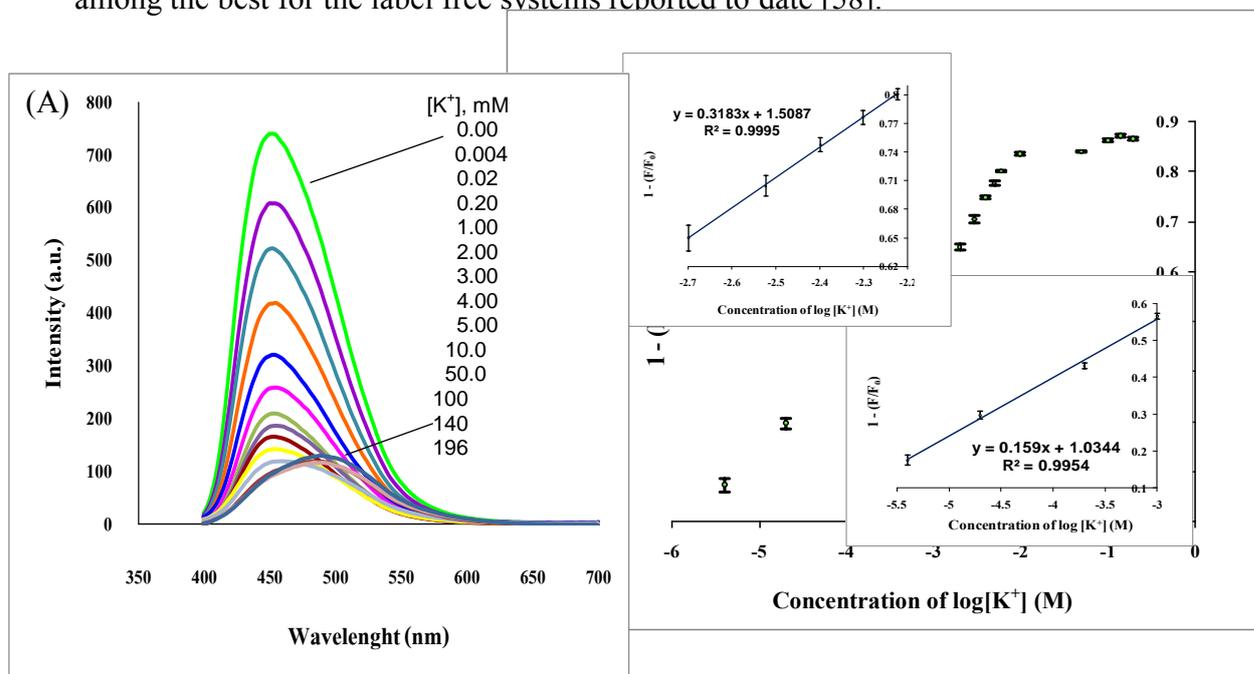 among the best for the label free systems reported to date [58].
(A)
800
700
600
500
400
300
200
100
0
Intensity (a.u.)
350 400 450 500 550 600 650 700
Wavelenght (nm)
[K+], mM
0.00
0.004
0.02
0.20
1.00
2.00
3.00
4.00
5.00
10.0
50.0
100
140
196
y = 0.3183x + 1.5087
R² = 0.9995
1 - (F/F₀)
0.8
0.77
0.74
0.71
0.68
0.65
0.62
-2.7 -2.6 -2.5 -2.4 -2.3 -2.2
Concentration of log [K+] (M)
0.9
0.8
0.7
0.6
1-(
-6 -5 -4 -3 -2 -1 0
Concentration of log[K+] (M)
0.6
0.5
0.4
0.3
0.2
0.1
1 - (F/F₀)
y = 0.159x + 1.0344
R² = 0.9954
-5.5 -5 -4.5 -4 -3.5 -3
Concentration of log [K+] (M)